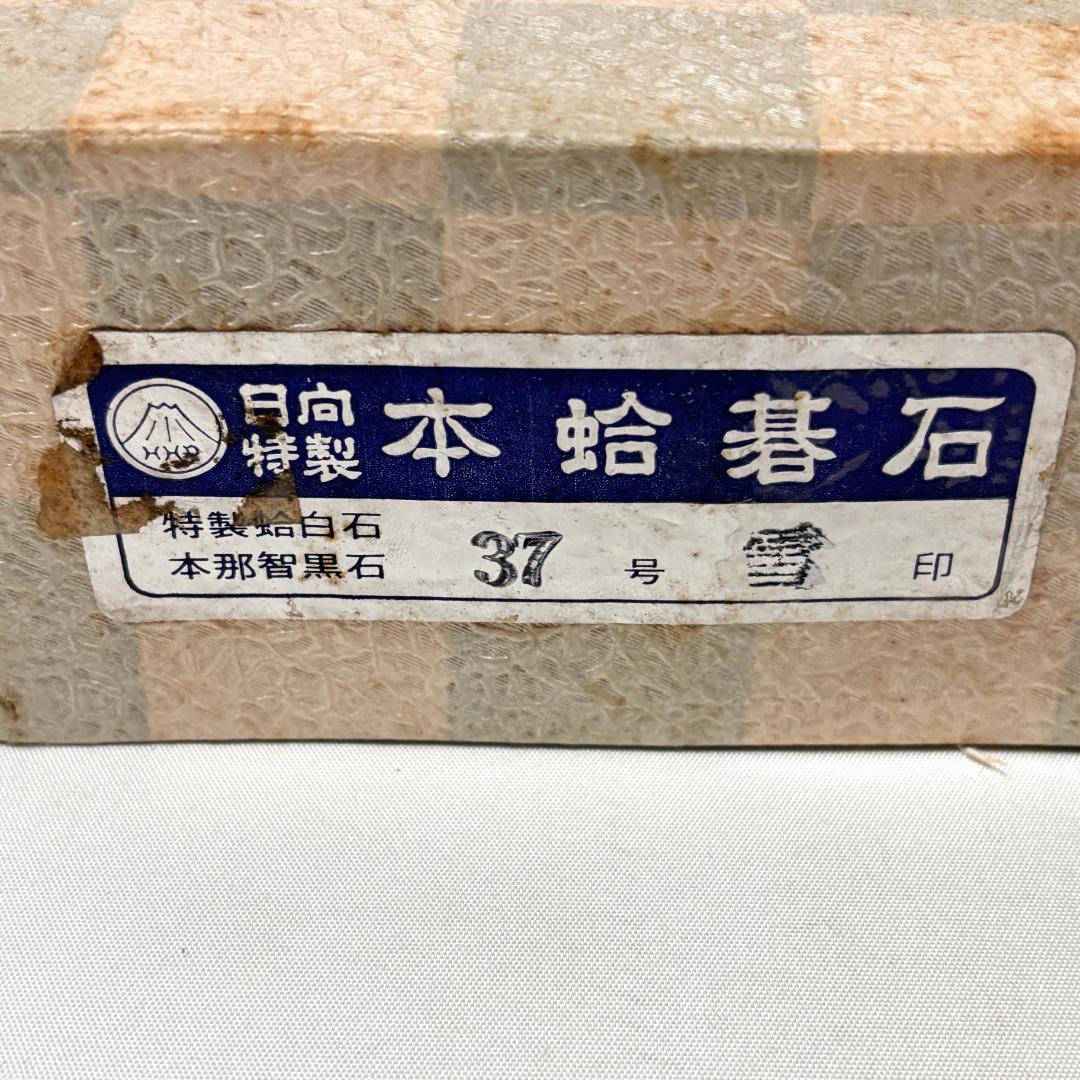 日向
特製
本蛤碁石
特製蛤白石
本那智黒石
37 号 雪 印